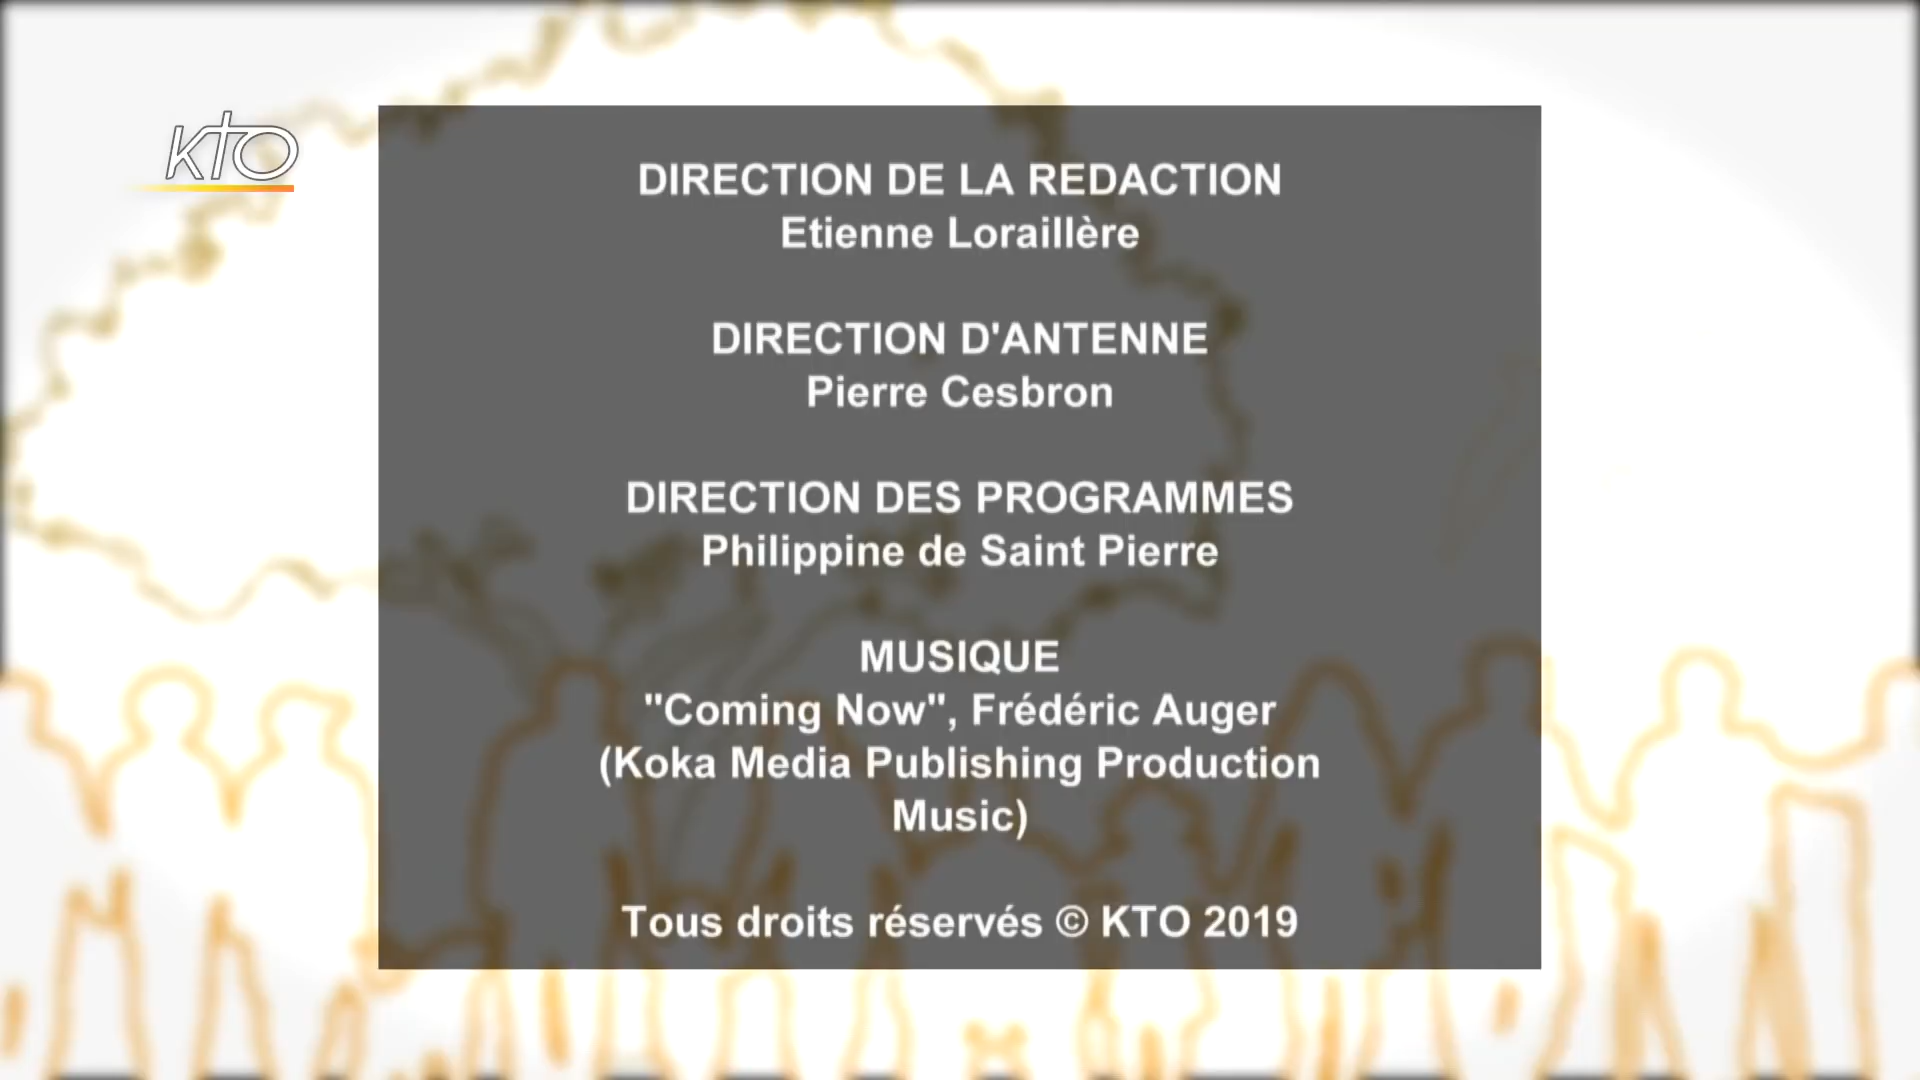 KTO
DIRECTION DE LA REDACTION
Etienne Loraillère
DIRECTION D'ANTENNE
Pierre Cesbron
DIRECTION DES PROGRAMMES
Philippine de Saint Pierre
MUSIQUE
"Coming Now", Frédéric Auger
(Koka Media Publishing Production
Music)
Tous droits réservés © KTO 2019